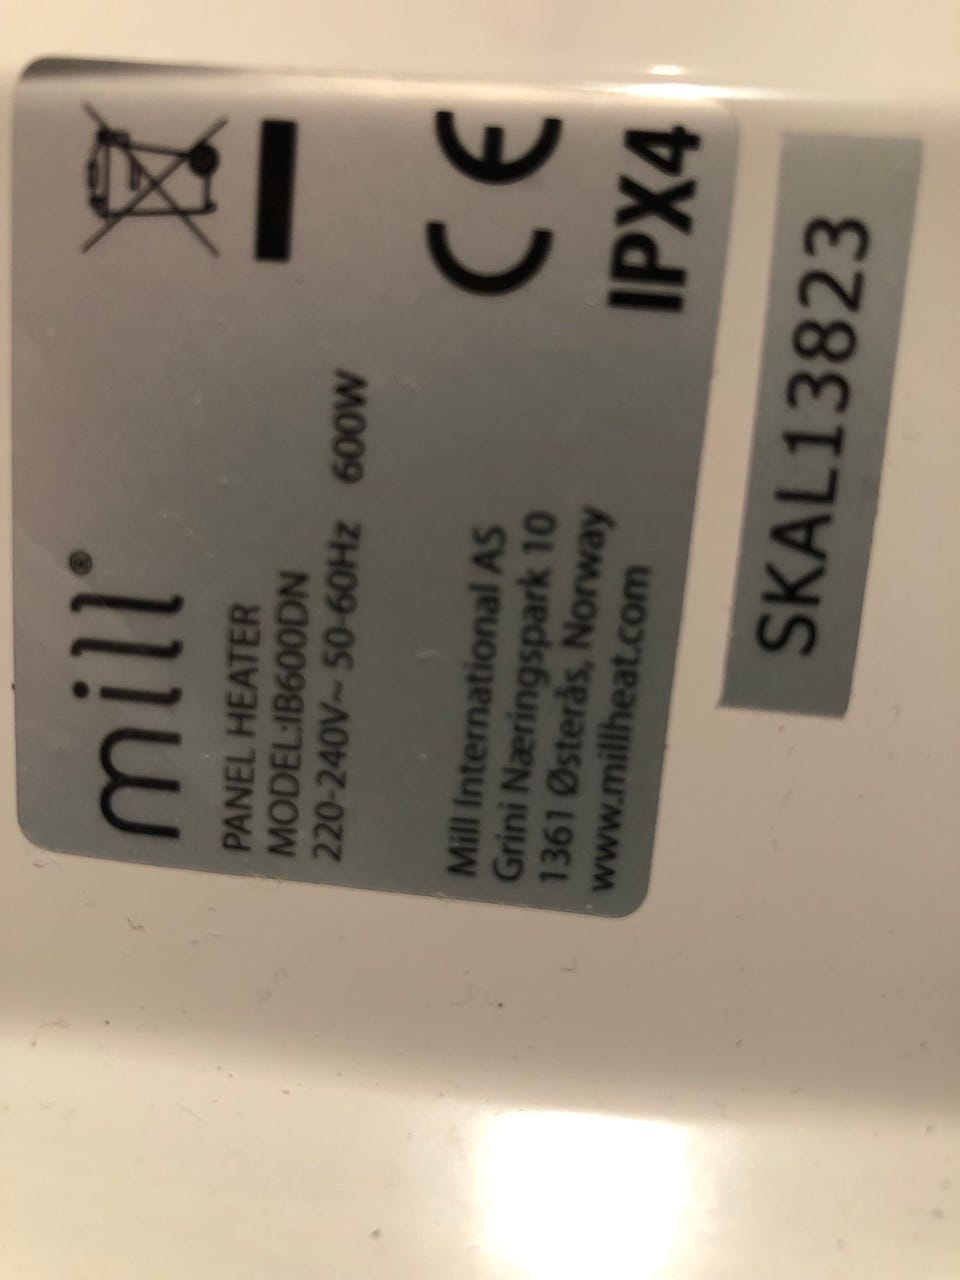 mill®
PANEL HEATER
MODEL:IB600DN
220-240V~ 50-60Hz 600W
Mill International AS
Grini Næringspark 10
1361 Østerås, Norway
www.millheat.com
CE
IPX4
SKAL13823